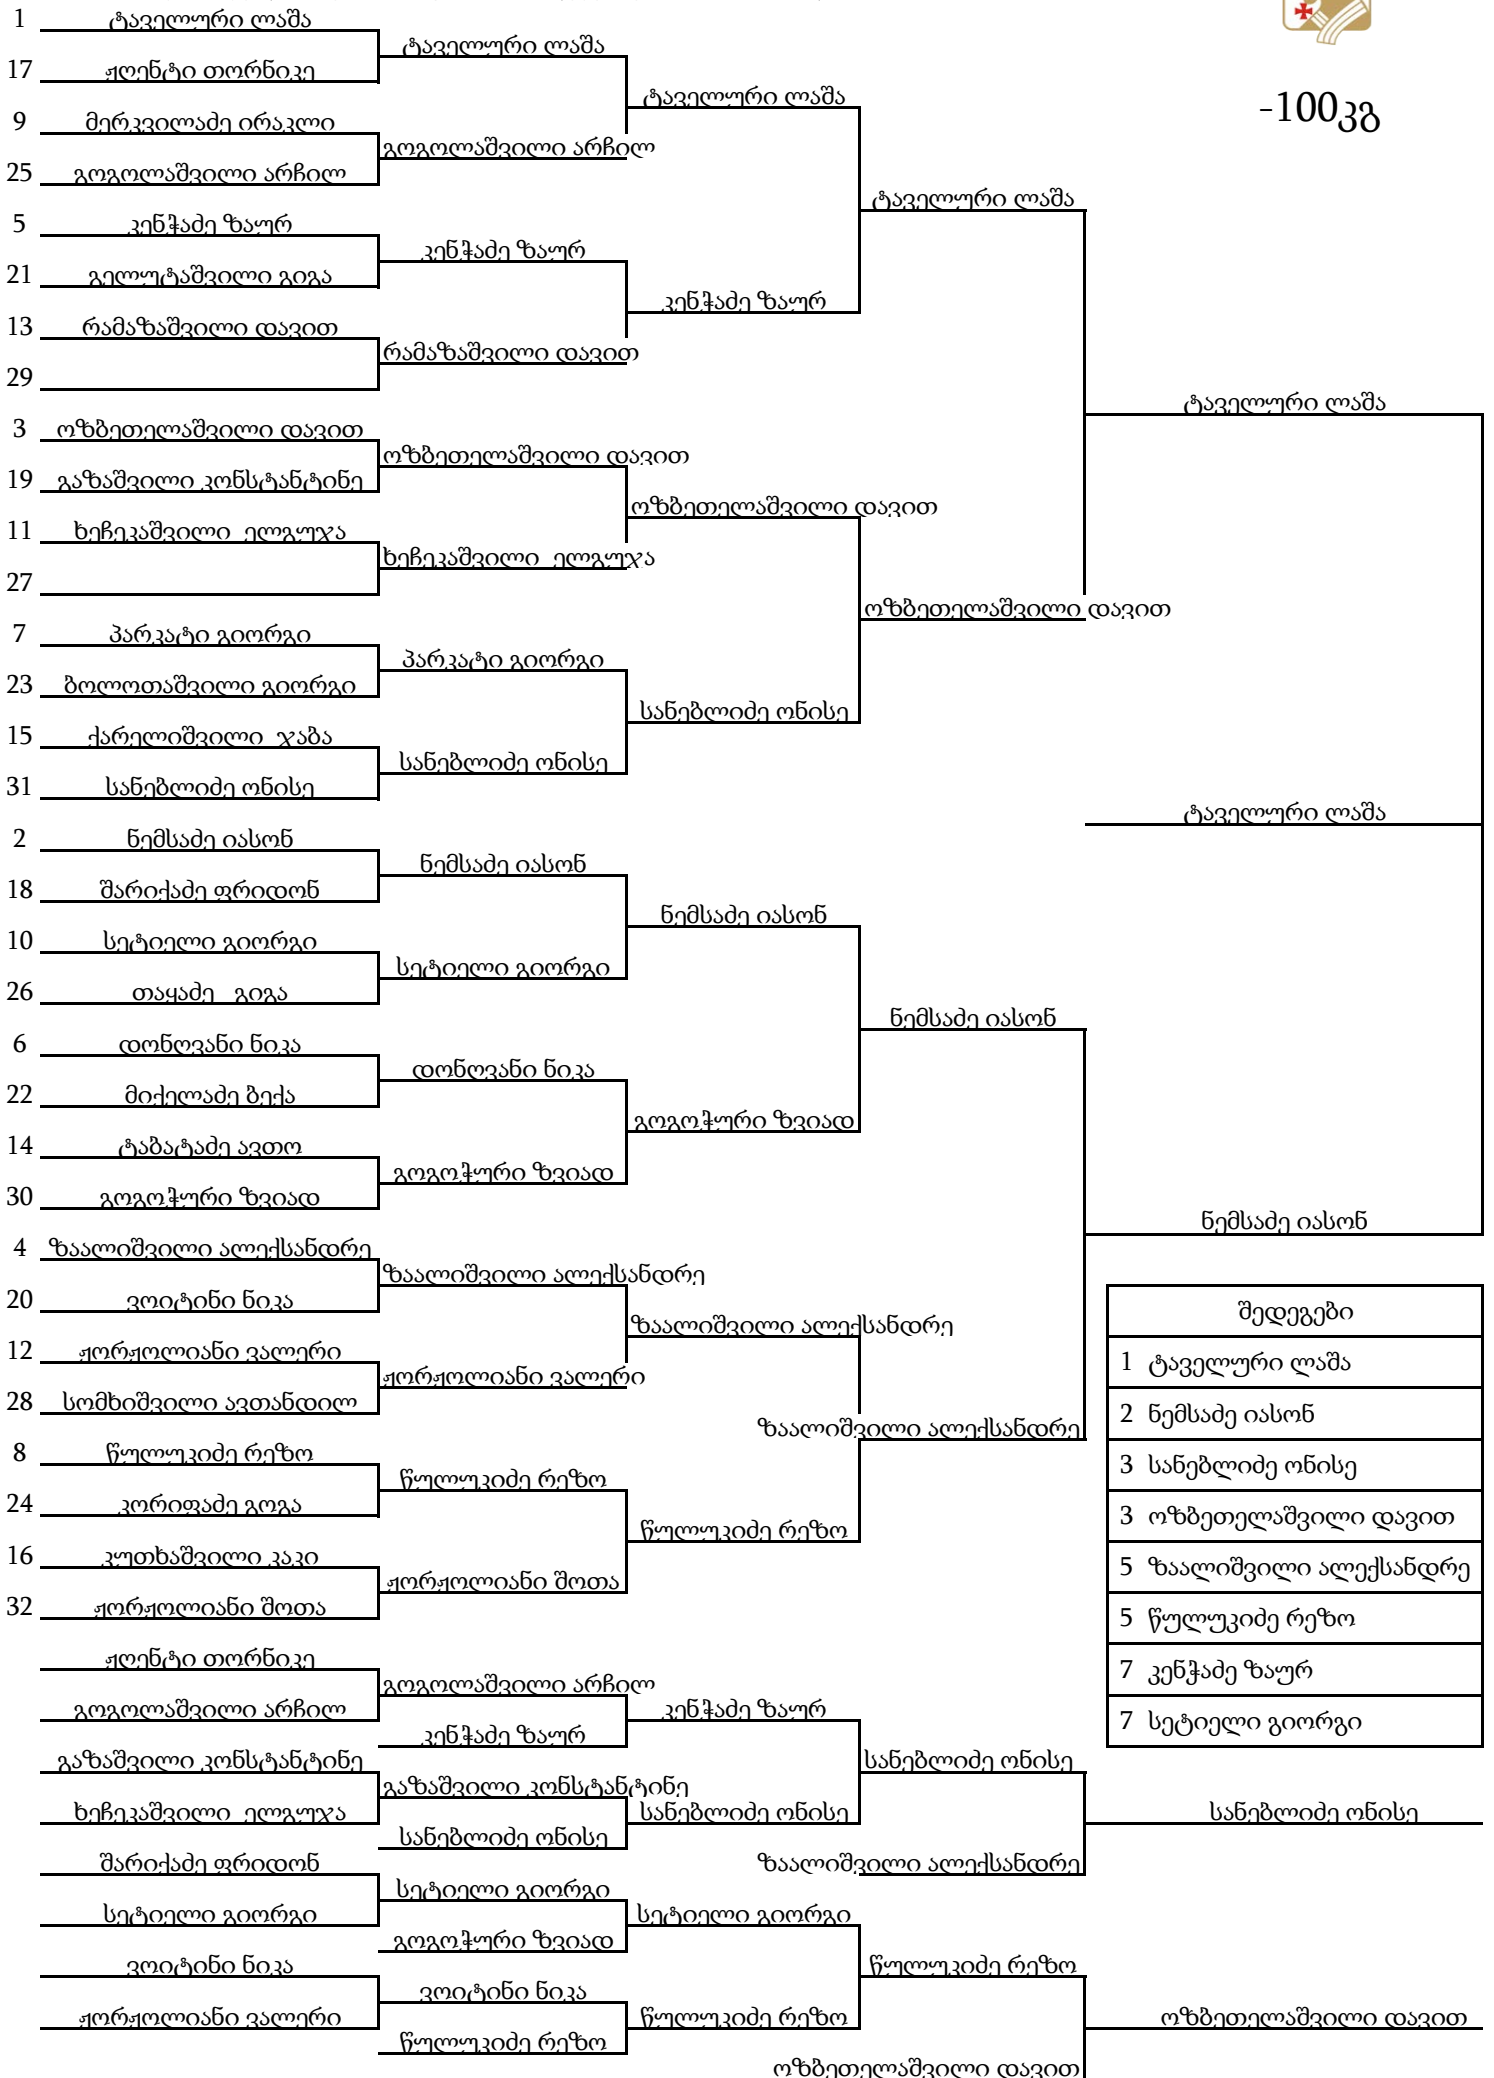 -100კგ
1 ტაველური ლაშა
17 ჟღენტი თორნიკე
9 მერკვილაძე ირაკლი
25 გოგოლაშვილი არჩილ
5 კენჭაძე ზაურ
21 გელუტაშვილი გიგა
13 რამაზაშვილი დავით
29
3 ოზბეთელაშვილი დავით
19 გაზაშვილი კონსტანტინე
11 ხეჩეკაშვილი ელგუჯა
27
7 პარკატი გიორგი
23 ბოლოთაშვილი გიორგი
15 ქარელიშვილი ჯაბა
31 სანებლიძე ონისე
2 ნემსაძე იასონ
18 შარიქაძე ფრიდონ
10 სეტიელი გიორგი
26 თაყაძე გიგა
6 დონღვანი ნიკა
22 მიქელაძე ბექა
14 ტაბატაძე ავთო
30 გოგოჭური ზვიად
4 ზაალიშვილი ალექსანდრე
20 ვოიტინი ნიკა
12 ჟორჟოლიანი ვალერი
28 სომხიშვილი ავთანდილ
8 წულუკიძე რეზო
24 კორიფაძე გოგა
16 კუთხაშვილი კაკი
32 ჟორჟოლიანი შოთა
ტაველური ლაშა
გოგოლაშვილი არჩილ
კენჭაძე ზაურ
რამაზაშვილი დავით
ოზბეთელაშვილი დავით
ხეჩეკაშვილი ელგუჯა
პარკატი გიორგი
სანებლიძე ონისე
ნემსაძე იასონ
სეტიელი გიორგი
დონღვანი ნიკა
გოგოჭური ზვიად
ზაალიშვილი ალექსანდრე
ჟორჟოლიანი ვალერი
წულუკიძე რეზო
ჟორჟოლიანი შოთა
ტაველური ლაშა
კენჭაძე ზაურ
ოზბეთელაშვილი დავით
სანებლიძე ონისე
ნემსაძე იასონ
გოგოჭური ზვიად
ზაალიშვილი ალექსანდრე
წულუკიძე რეზო
ტაველური ლაშა
ოზბეთელაშვილი დავით
ნემსაძე იასონ
ზაალიშვილი ალექსანდრე
ტაველური ლაშა
ტაველური ლაშა
ნემსაძე იასონ
შედეგები
1 ტაველური ლაშა
2 ნემსაძე იასონ
3 სანებლიძე ონისე
3 ოზბეთელაშვილი დავით
5 ზაალიშვილი ალექსანდრე
5 წულუკიძე რეზო
7 კენჭაძე ზაურ
7 სეტიელი გიორგი
ჟღენტი თორნიკე
გოგოლაშვილი არჩილ
გაზაშვილი კონსტანტინე
ხეჩეკაშვილი ელგუჯა
შარიქაძე ფრიდონ
სეტიელი გიორგი
ვოიტინი ნიკა
ჟორჟოლიანი ვალერი
გოგოლაშვილი არჩილ
კენჭაძე ზაურ
გაზაშვილი კონსტანტინე
სანებლიძე ონისე
სეტიელი გიორგი
გოგოჭური ზვიად
ვოიტინი ნიკა
წულუკიძე რეზო
კენჭაძე ზაურ
სანებლიძე ონისე
სეტიელი გიორგი
წულუკიძე რეზო
სანებლიძე ონისე
ზაალიშვილი ალექსანდრე
წულუკიძე რეზო
ოზბეთელაშვილი დავით
სანებლიძე ონისე
ოზბეთელაშვილი დავით